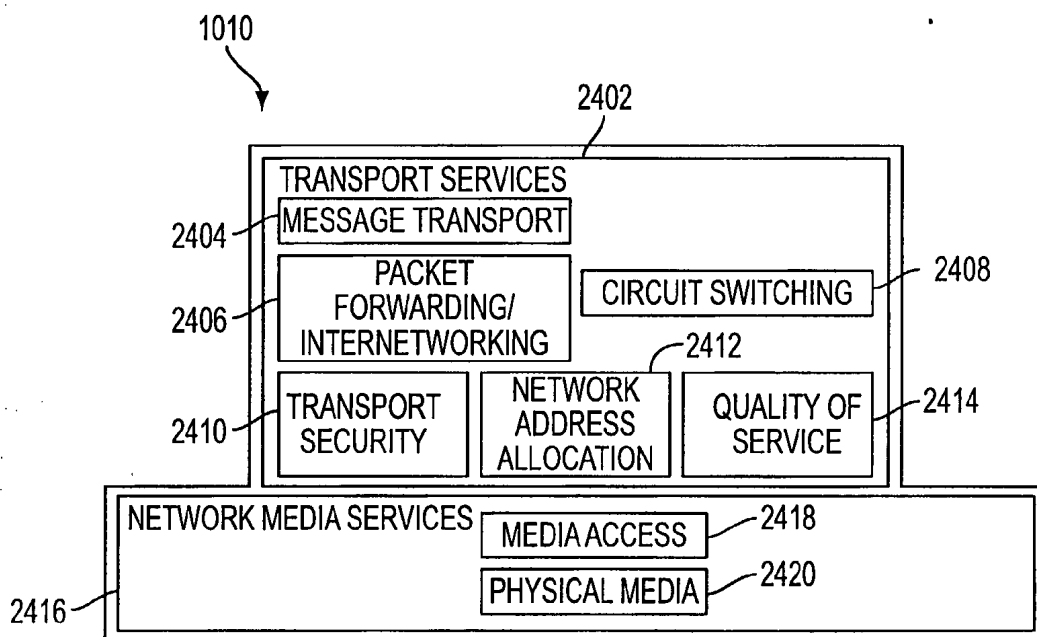 1010
2402
TRANSPORT SERVICES
2404
MESSAGE TRANSPORT
2406
PACKET
FORWARDING/
INTERNETWORKING
CIRCUIT SWITCHING
2408
2412
2410
TRANSPORT
SECURITY
NETWORK
ADDRESS
ALLOCATION
QUALITY OF
SERVICE
2414
NETWORK MEDIA SERVICES
MEDIA ACCESS
2418
PHYSICAL MEDIA
2420
2416